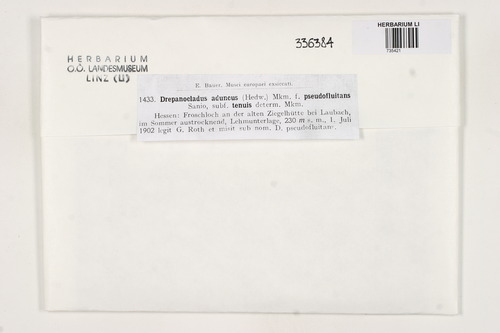 HERBARIUM LI
735421
336384
HERBARIUM
O.Ö. LANDESMUSEUM
LINZ (U)
E. Bauer, Musci europaei exsiccati.
1433. Drepanocladus aduncus (Hedw.) Mkm. f. pseudofluitans
Sanio, subf. tenuis determ. Mkm.
Hessen: Froschloch an der alten Ziegelhütte bei Laubach,
im Sommer austrocknend, Lehmunterlage, 230 m s. m., 1. Juli
1902 legit G. Roth et misit sub nom. D. pseudofluitans.